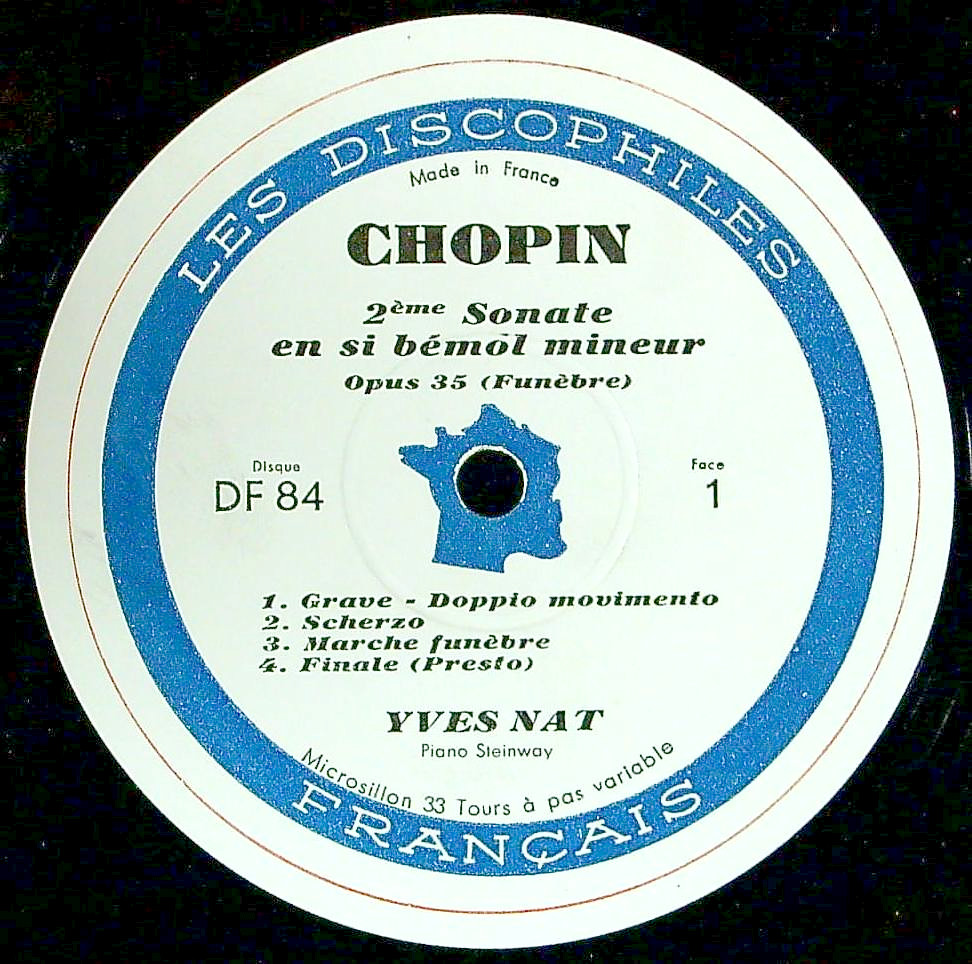 LES DISCOPHILES
Made in France
CHOPIN
2ème Sonate
en si bémol mineur
Opus 35 (Funèbre)
Disque
DF 84
Face
1
1. Grave - Doppio movimento
2. Scherzo
3. Marche funèbre
4. Finale (Presto)
YVES NAT
Piano Steinway
Microsillon 33 Tours à pas variable
FRANÇAIS